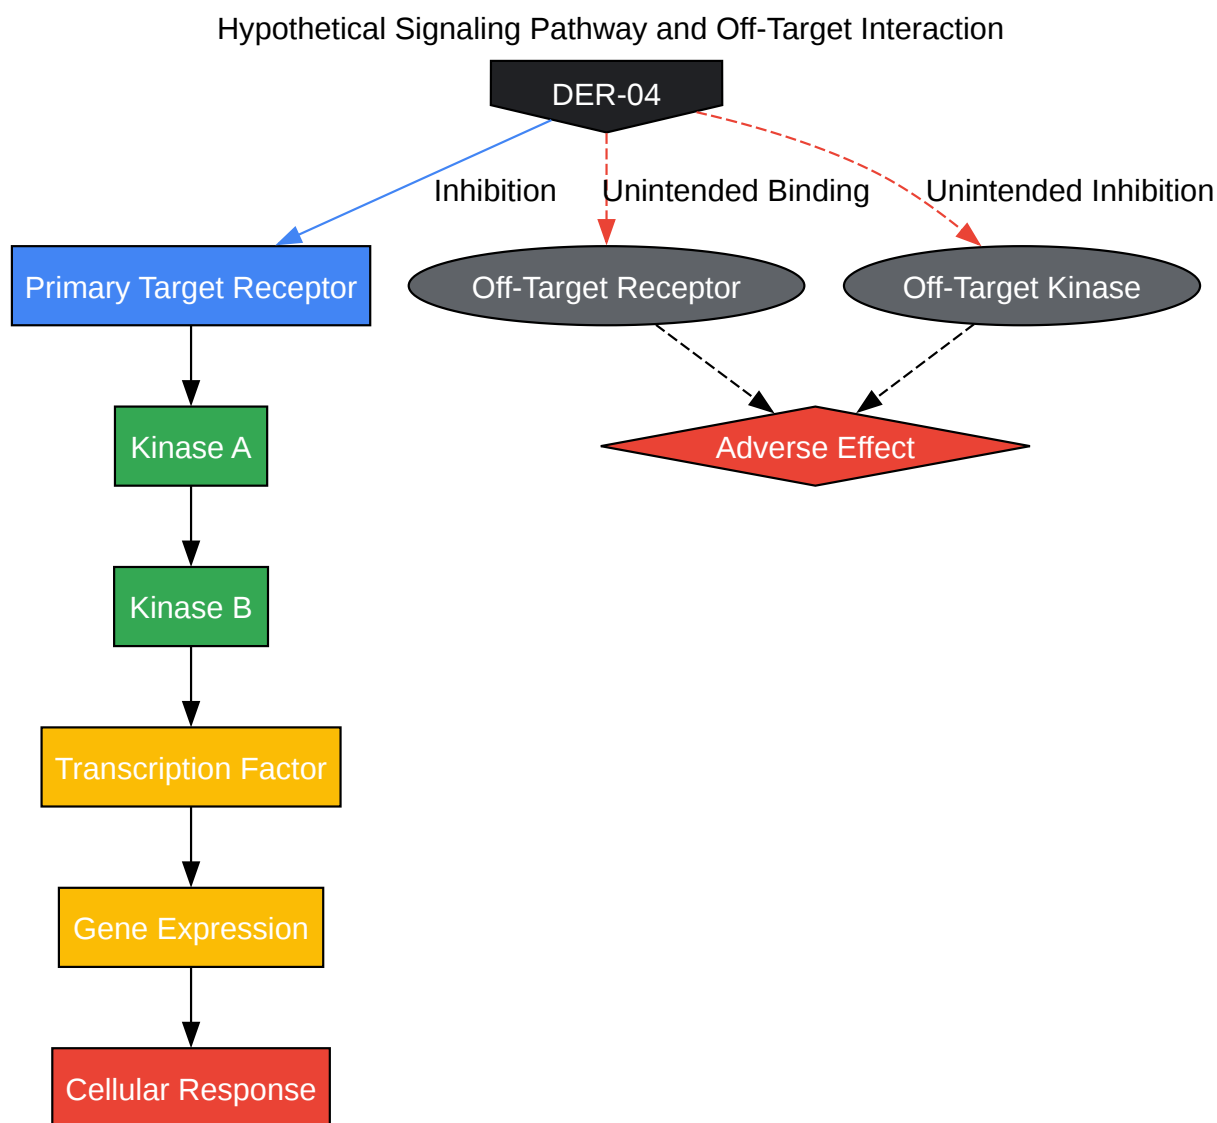 Hypothetical Signaling Pathway and Off-Target Interaction
DER-04
Inhibition
Unintended Binding
Unintended Inhibition
Primary Target Receptor
Off-Target Receptor
Off-Target Kinase
Kinase A
Adverse Effect
Kinase B
Transcription Factor
Gene Expression
Cellular Response